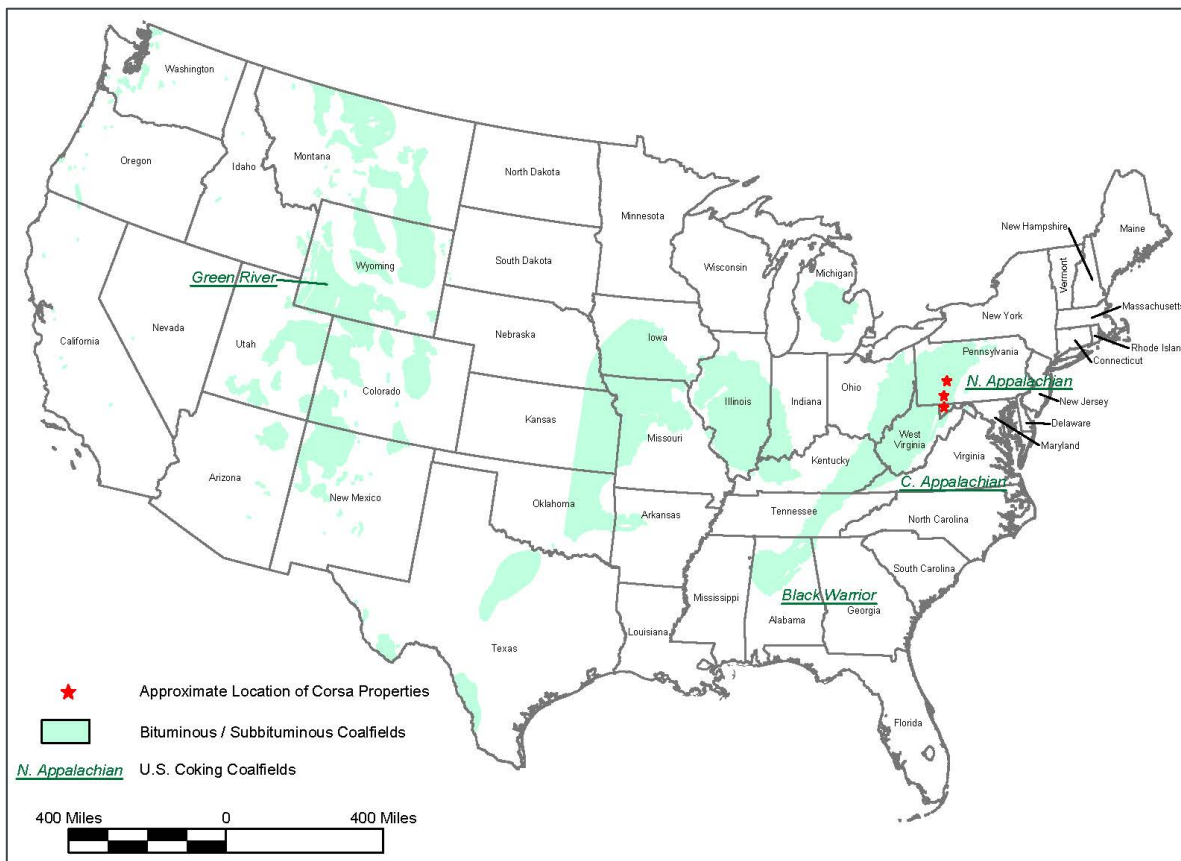 Washington
Montana
North Dakota
Minnesota
Maine
New Hampshire
Oregon
Idaho
Vermont
Wisconsin
Michigan
South Dakota
Wyoming
Green River
New York
Massachusetts
Rhode Islan
Connecticut
Nebraska
Iowa
Pennsylvania
N. Appalachian
New Jersey
Nevada
Utah
California
Colorado
Illinois
Indiana
Ohio
Delaware
Maryland
Kansas
Missouri
West
Virginia
Virginia
Kentucky
C. Appalachian
Arizona
New Mexico
Oklahoma
Arkansas
Tennessee
North Carolina
South Carolina
Mississippi
Black Warrior
Alabama
Georgia
Louisiana
Texas
Florida
Approximate Location of Corsa Properties
Bituminous / Subbituminous Coalfields
N. Appalachian U.S. Coking Coalfields
400 Miles 0 400 Miles